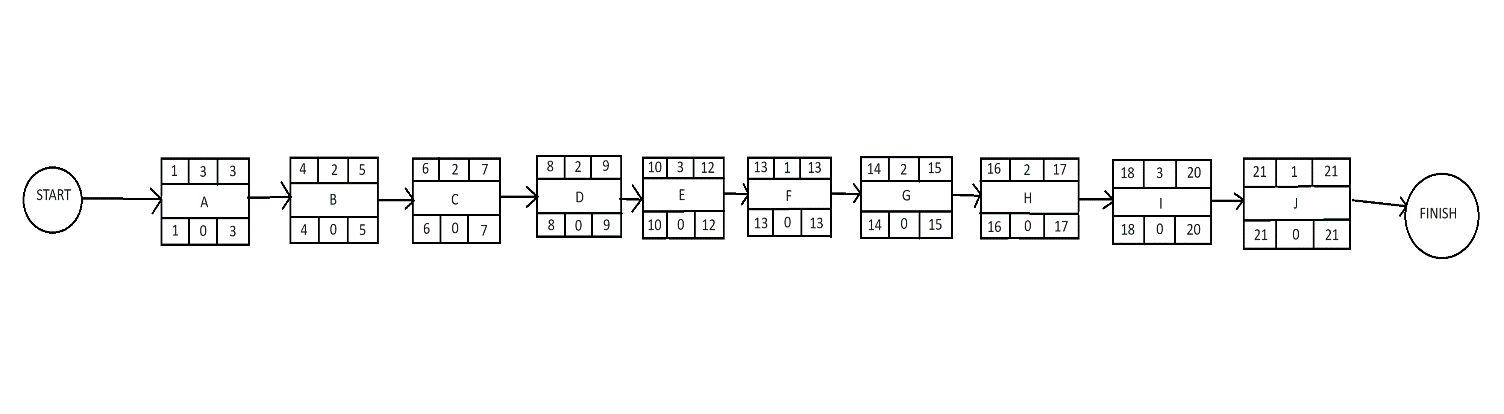 START
1 3 3
A
1 0 3
4 2 5
B
4 0 5
6 2 7
C
6 0 7
8 2 9
D
8 0 9
10 3 12
E
10 0 12
13 1 13
F
13 0 13
14 2 15
G
14 0 15
16 2 17
H
16 0 17
18 3 20
I
18 0 20
21 1 21
J
21 0 21
FINISH